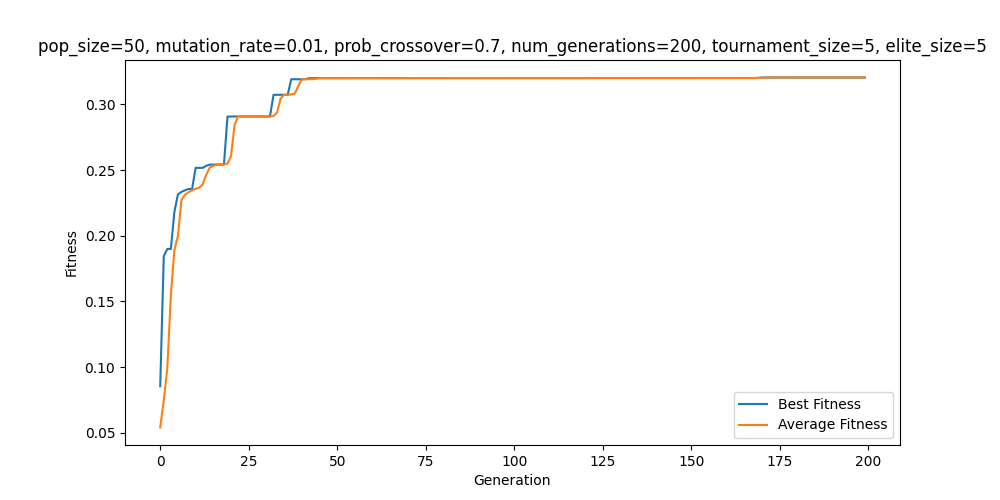 pop_size=50, mutation_rate=0.01, prob_crossover=0.7, num_generations=200, tournament_size=5, elite_size=5
Fitness
0.30
0.25
0.20
0.15
0.10
0.05
Best Fitness
Average Fitness
0 25 50 75 100 125 150 175 200
Generation